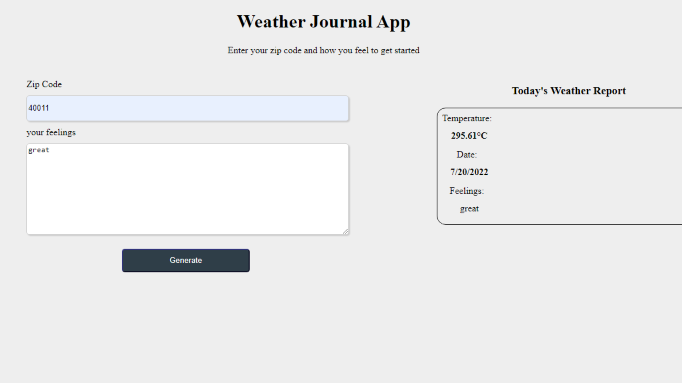 Weather Journal App
Enter your zip code and how you feel to get started
Zip Code
40011
your feelings
great
Generate
Today's Weather Report
Temperature:
295.61°C
Date:
7/20/2022
Feelings:
great